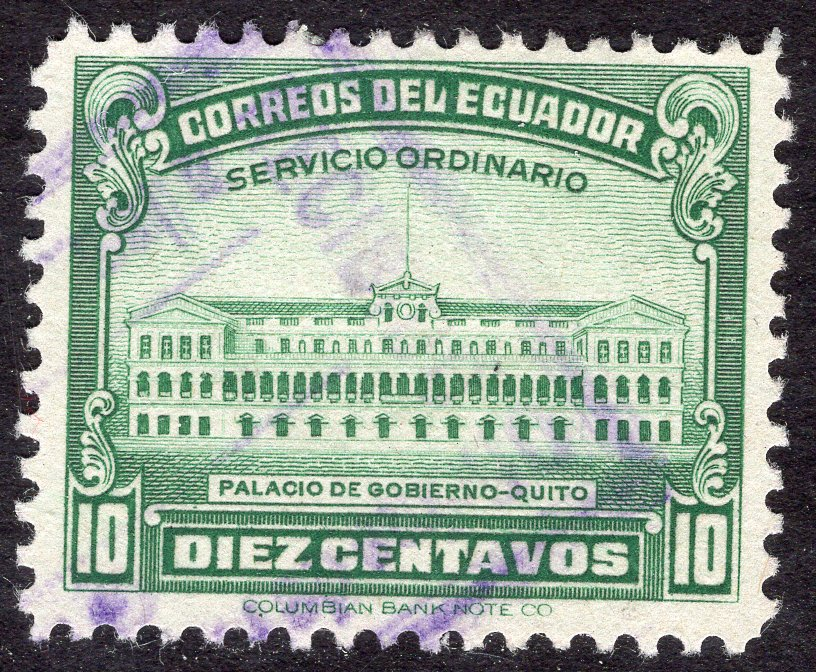 CORREOS DEL ECUADOR
SERVICIO ORDINARIO
PALACIO DE GOBIERNO-QUITO
10 DIEZ CENTAVOS 10
COLUMBIAN BANK NOTE CO